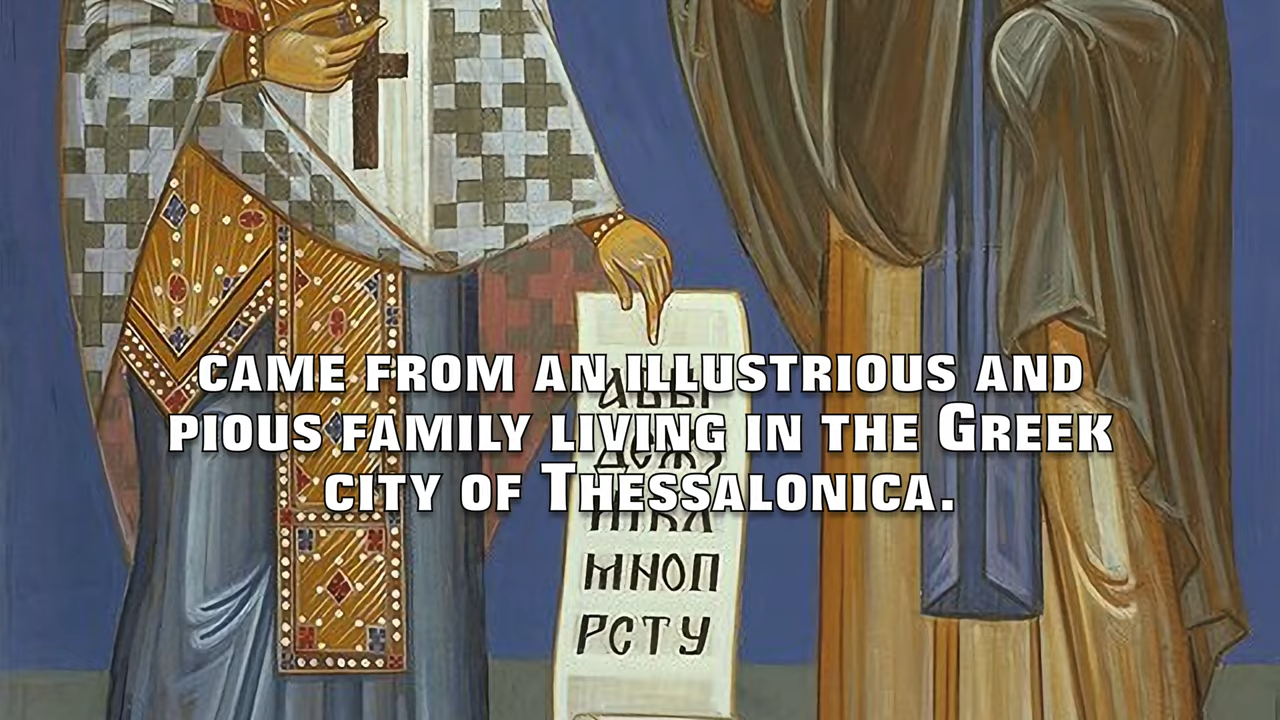 came from an illustrious and
pious family living in the Greek
city of Thessalonica.
МНОП
РСТУ